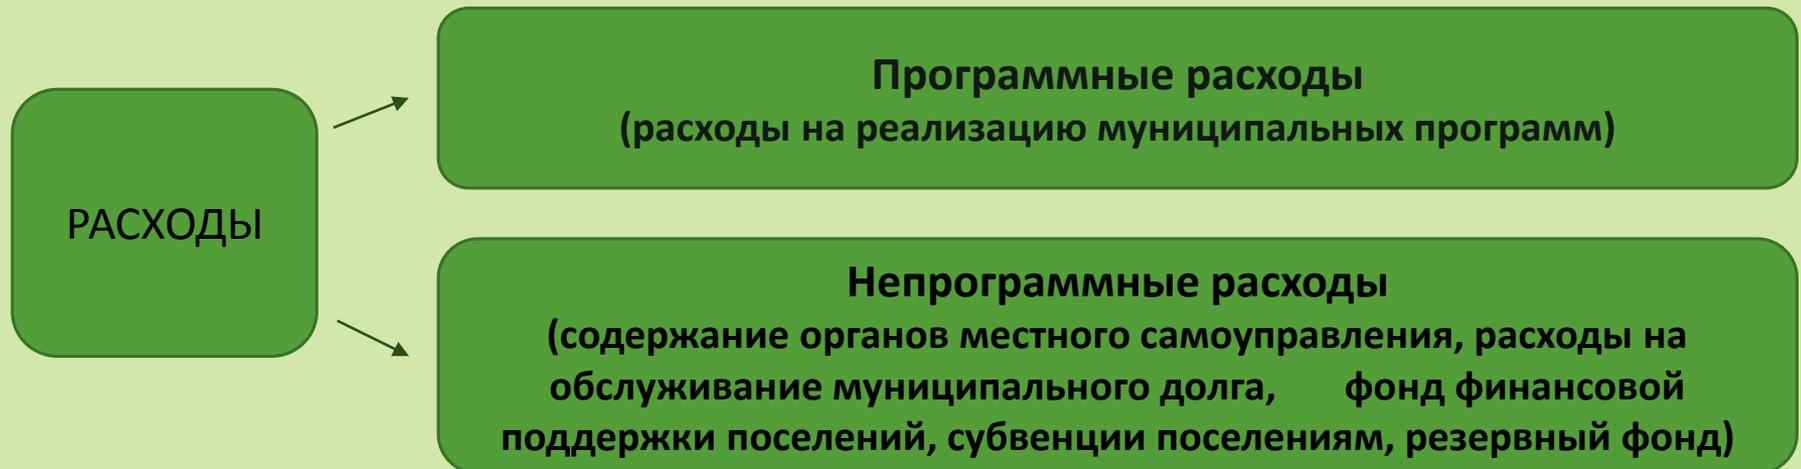 РАСХОДЫ
Программные расходы
(расходы на реализацию муниципальных программ)
Непрограммные расходы
(содержание органов местного самоуправления, расходы на
обслуживание муниципального долга, фонд финансовой
поддержки поселений, субвенции поселениям, резервный фонд)